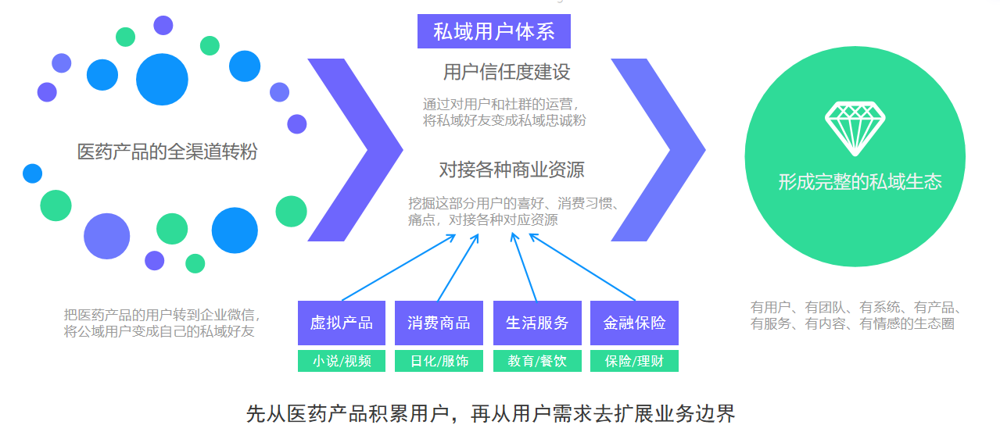 医药产品的全渠道转粉
把医药产品的用户转到企业微信，
将公域用户变成自己的私域好友
私域用户体系
用户信任度建设
通过对用户和社群的运营，
将私域好友变成私域忠诚粉
对接各种商业资源
挖掘这部分用户的喜好、消费习惯、
痛点，对接各种对应资源
虚拟产品
消费商品
生活服务
金融保险
小说/视频
日化/服饰
教育/餐饮
保险/理财
形成完整的私域生态
有用户、有团队、有系统、有产品、
有服务、有内容、有情感的生态圈
先从医药产品积累用户，再从用户需求去扩展业务边界